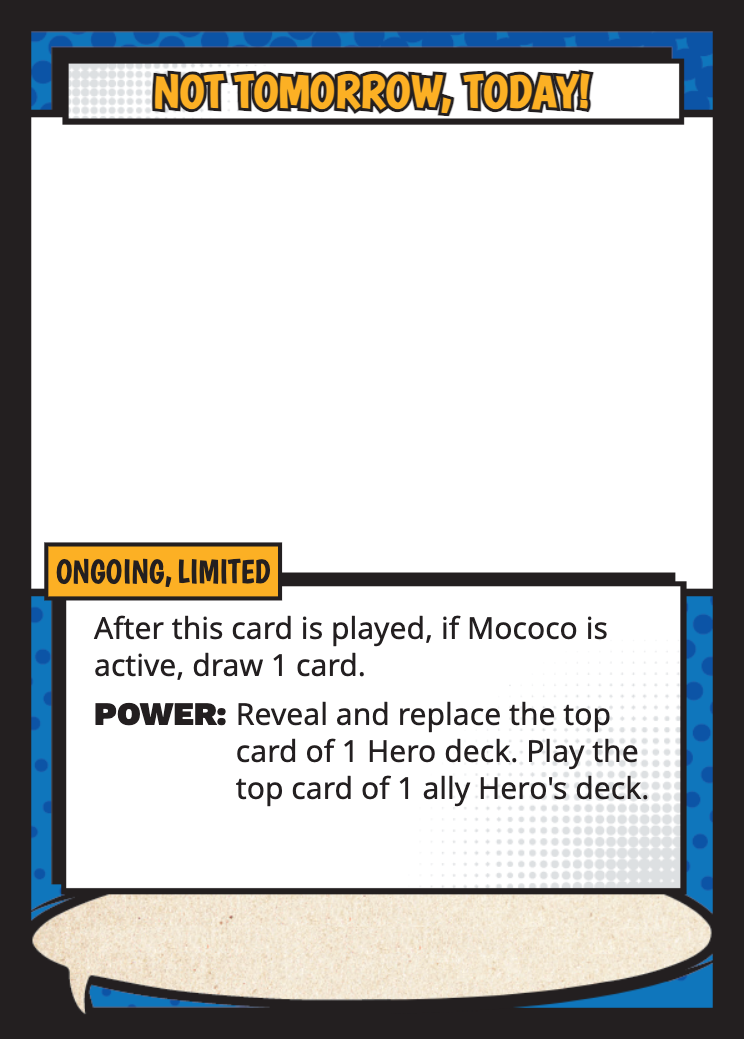 NOT TOMORROW, TODAY!
ONGOING, LIMITED
After this card is played, if Mococo is
active, draw 1 card.
POWER: Reveal and replace the top
card of 1 Hero deck. Play the
top card of 1 ally Hero's deck.